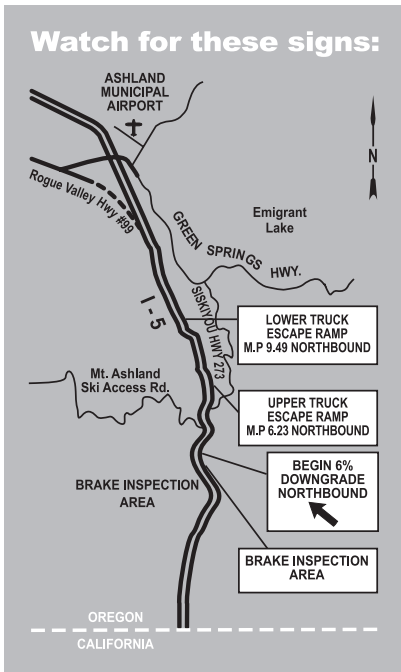 Watch for these signs:
ASHLAND
MUNICIPAL
AIRPORT
N
Rogue Valley Hwy #99
GREEN SPRINGS HWY.
Emigrant
Lake
SISKIYOU HWY 273
I-5
LOWER TRUCK
ESCAPE RAMP
M.P 9.49 NORTHBOUND
Mt. Ashland
Ski Access Rd.
UPPER TRUCK
ESCAPE RAMP
M.P 6.23 NORTHBOUND
BEGIN 6%
DOWNGRADE
NORTHBOUND
BRAKE INSPECTION
AREA
BRAKE INSPECTION
AREA
OREGON
CALIFORNIA